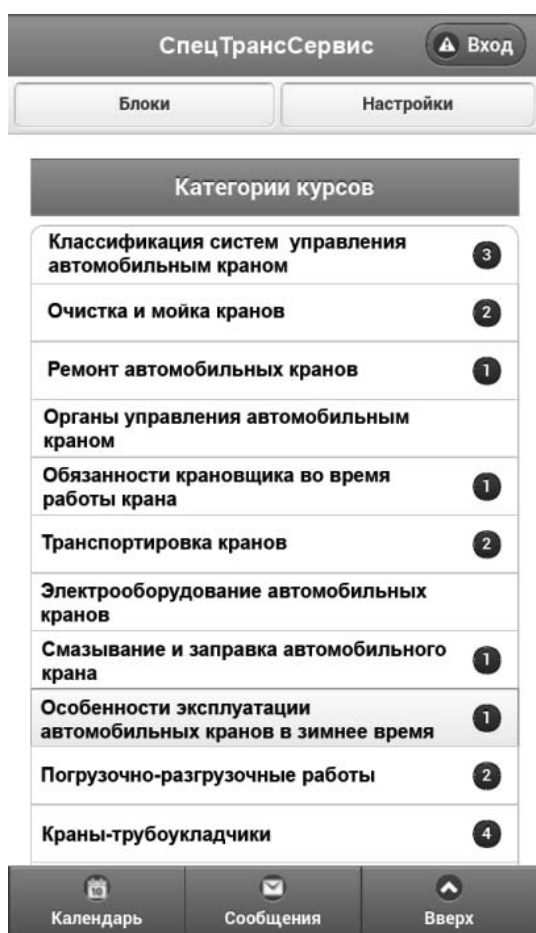 СпецТрансСервис
Вход
Блоки
Настройки
Категории курсов
Классификация систем управления
автомобильным краном
3
Очистка и мойка кранов
2
Ремонт автомобильных кранов
1
Органы управления автомобильным
краном
Обязанности крановщика во время
работы крана
1
Транспортировка кранов
2
Электрооборудование автомобильных
кранов
Смазывание и заправка автомобильного
крана
1
Особенности эксплуатации
автомобильных кранов в зимнее время
1
Погрузочно-разгрузочные работы
2
Краны-трубоукладчики
4
10
Календарь
Сообщения
Вверх